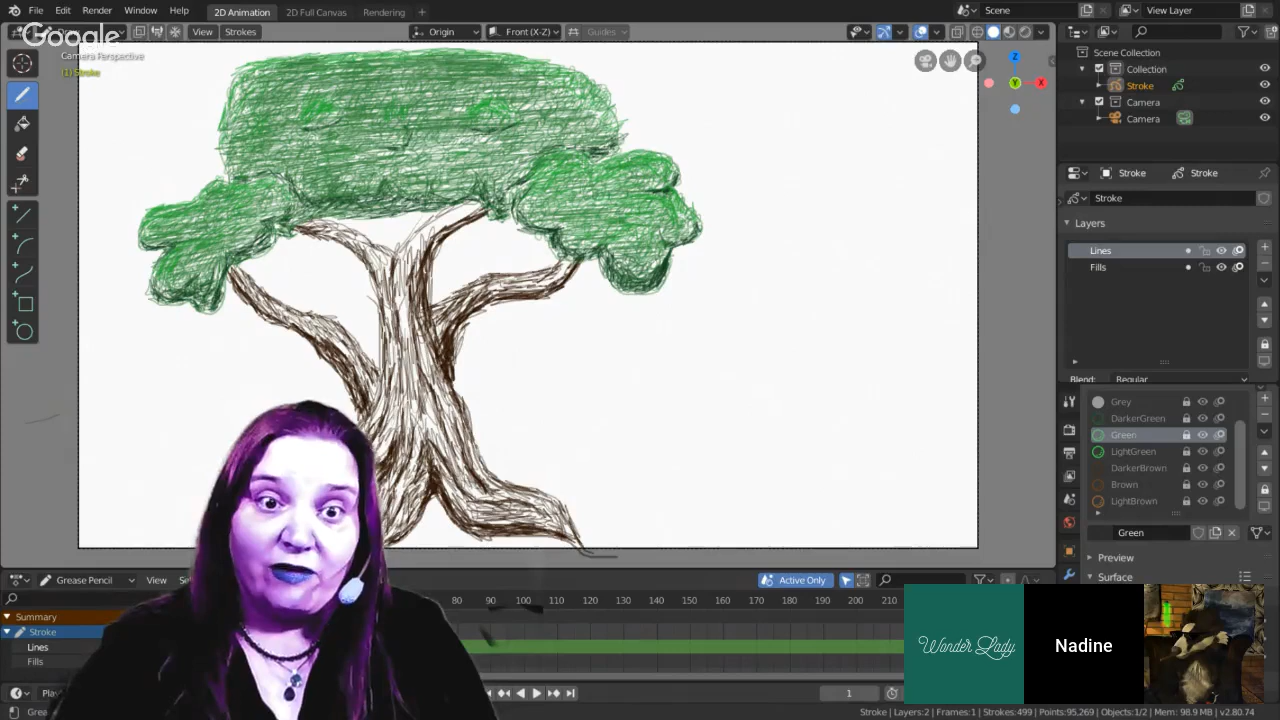 File Edit Render Window Help 2D Animation 2D Full Canvas Rendering + Scene View Layer
Google View Strokes Origin Front (X-Z) Guides
Camera Perspective
(1) Stroke
Z
Y X
Scene Collection
Collection
Stroke
Camera
Camera
Stroke Stroke
Stroke
Layers
Lines
Fills
Blend: Regular
Grey
DarkerGreen
Green
LightGreen
DarkerBrown
Brown
LightBrown
Green
Preview
Surface
Grease Pencil View Active Only
80 90 100 110 120 130 140 150 160 170 180 190 200 210
Summary
Stroke
Lines
Fills
Wonder Lady
Nadine
1
Stroke | Layers:2 | Frames:1 | Strokes:499 | Points:95,269 | Objects:1/2 | Mem: 98.9 MB | v2.80.74